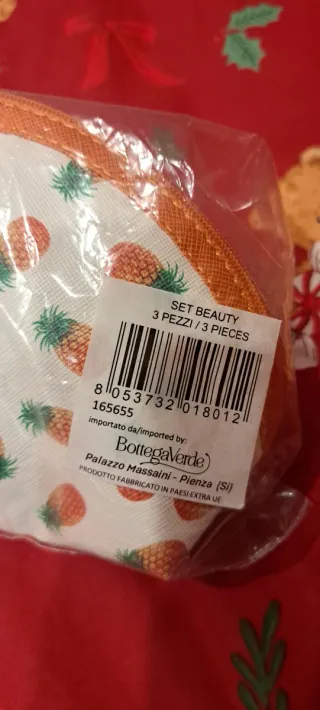 SET BEAUTY
3 PEZZI / 3 PIECES
8 053732 018012
165655
importato da/imported by:
BottegaVerde
Palazzo Massaini - Pienza (Si)
PRODOTTO FABBRICATO IN PAESI EXTRA UE